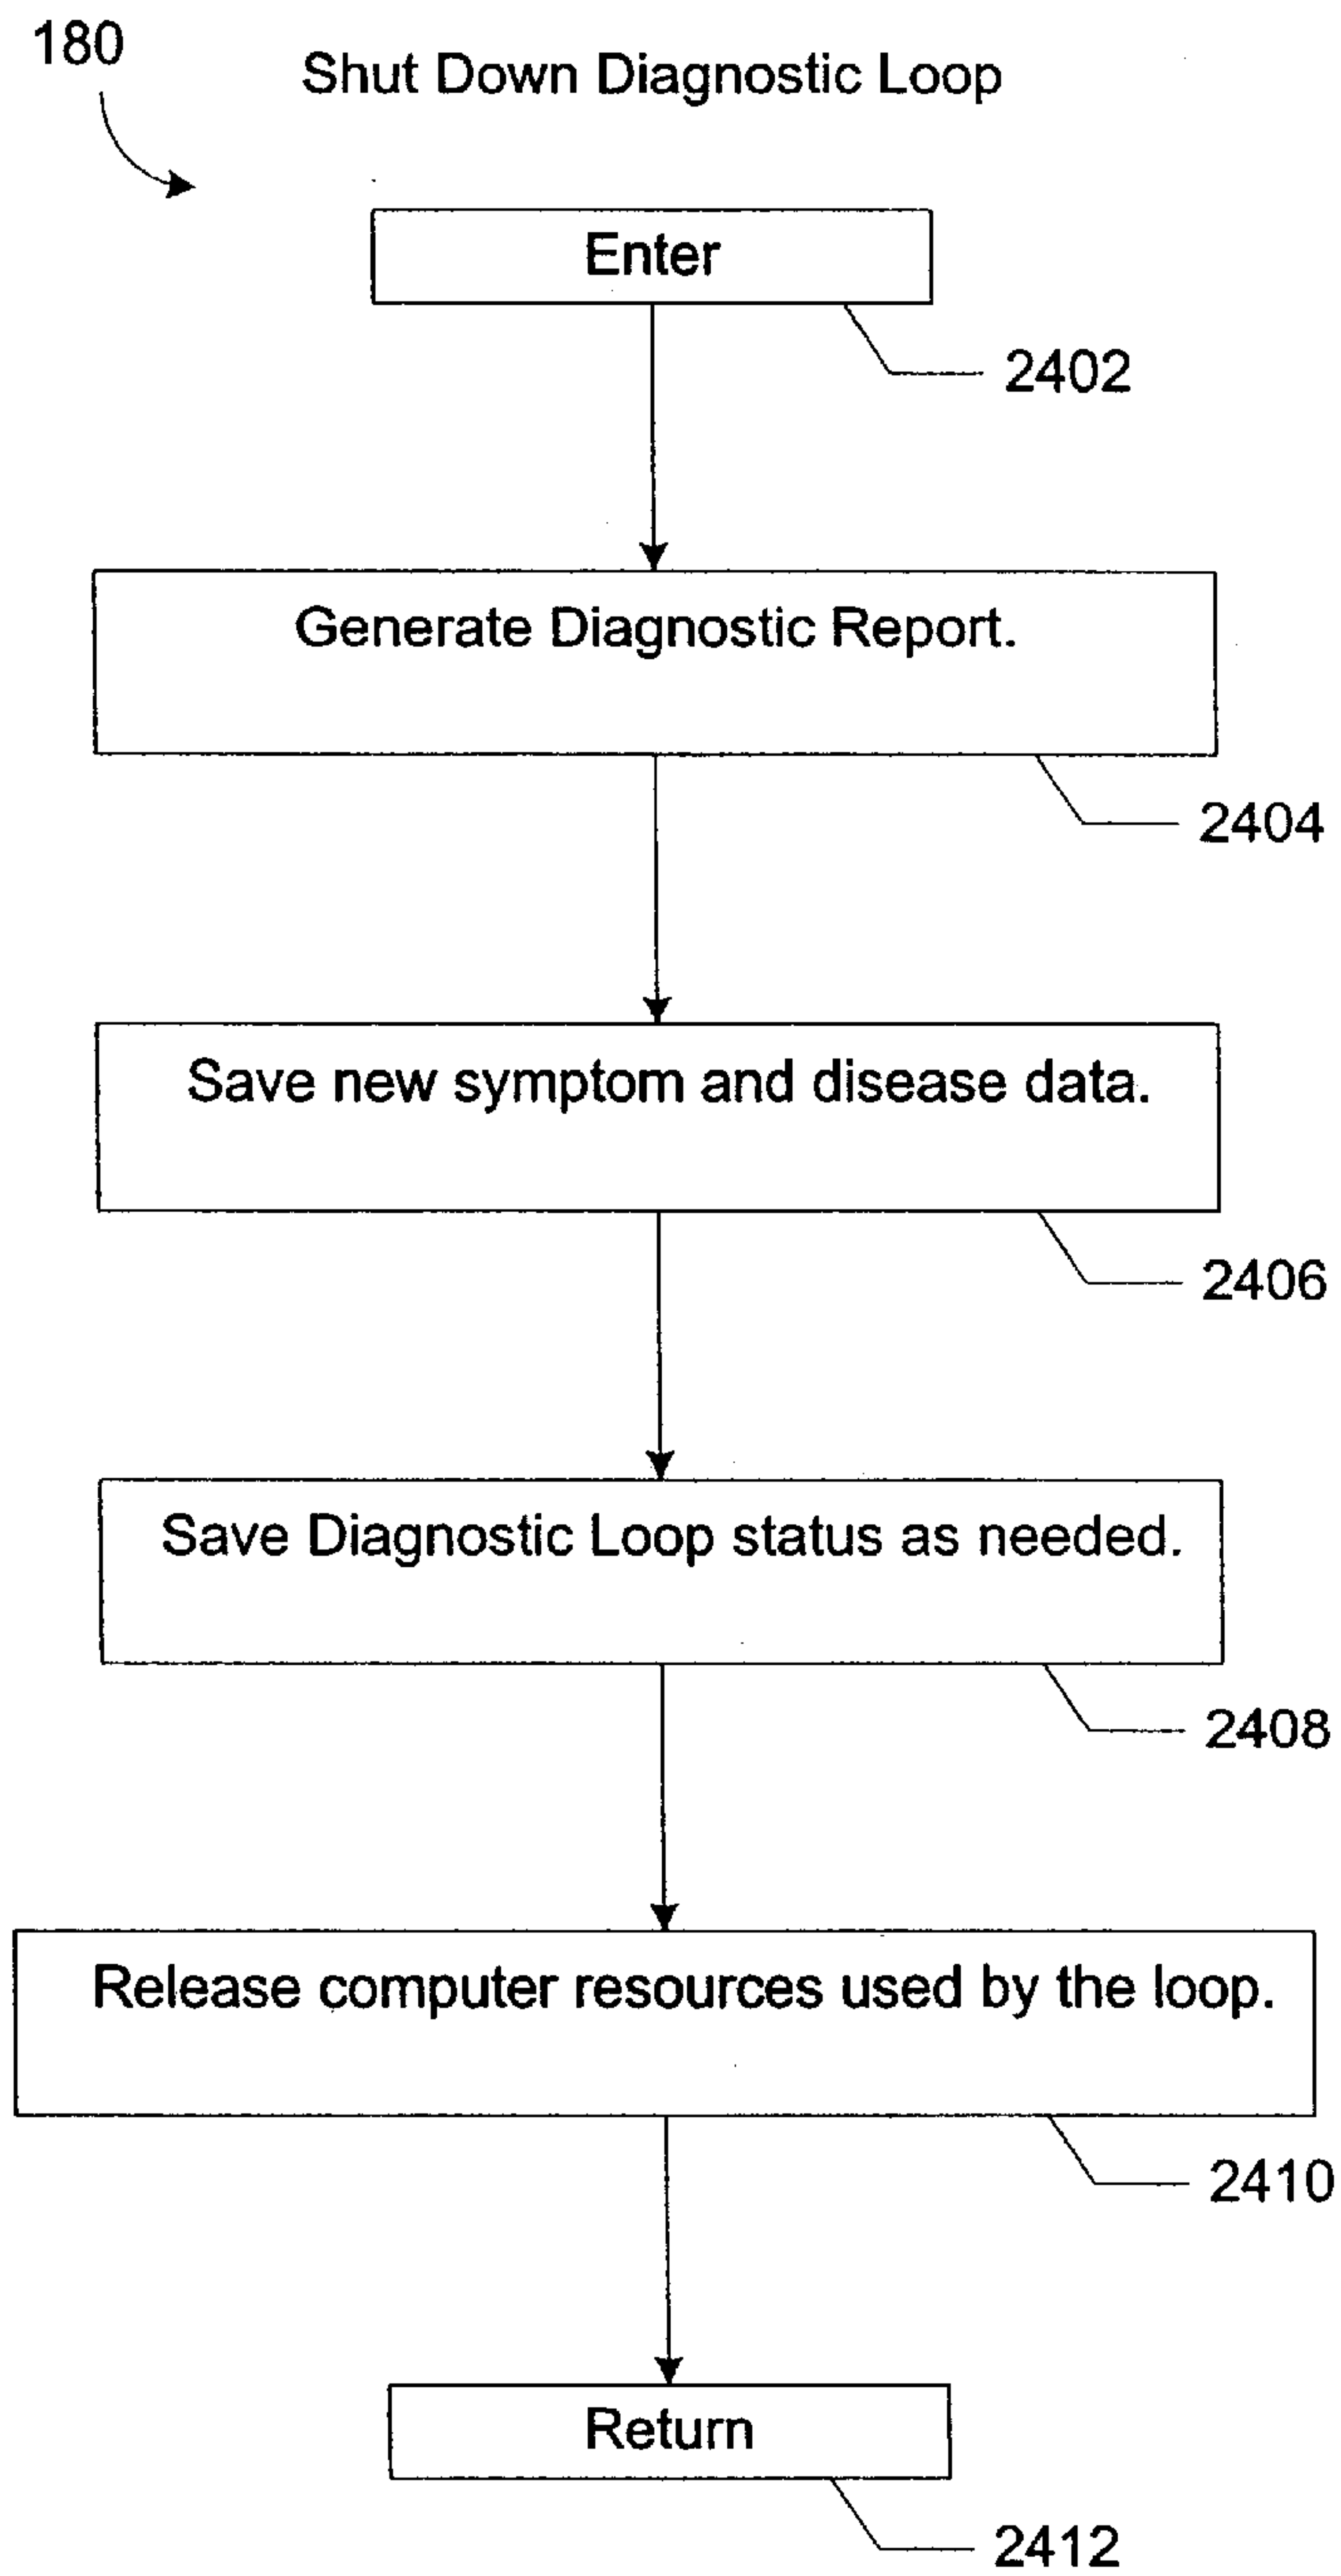 180
Shut Down Diagnostic Loop
Enter
2402
Generate Diagnostic Report.
2404
Save new symptom and disease data.
2406
Save Diagnostic Loop status as needed.
2408
Release computer resources used by the loop.
2410
Return
2412